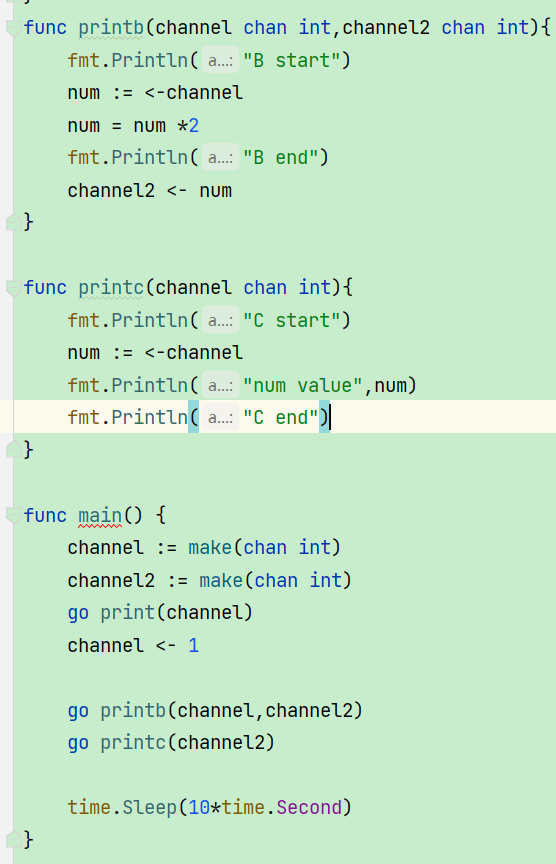 func printb(channel chan int,channel2 chan int){
fmt.Println( a...: "B start")
num := <-channel
num = num *2
fmt.Println( a...: "B end")
channel2 <- num
}
func printc(channel chan int){
fmt.Println( a...: "C start")
num := <-channel
fmt.Println( a...: "num value",num)
fmt.Println( a...: "C end")
}
func main() {
channel := make(chan int)
channel2 := make(chan int)
go print(channel)
channel <- 1
go printb(channel,channel2)
go printc(channel2)
time.Sleep(10*time.Second)
}